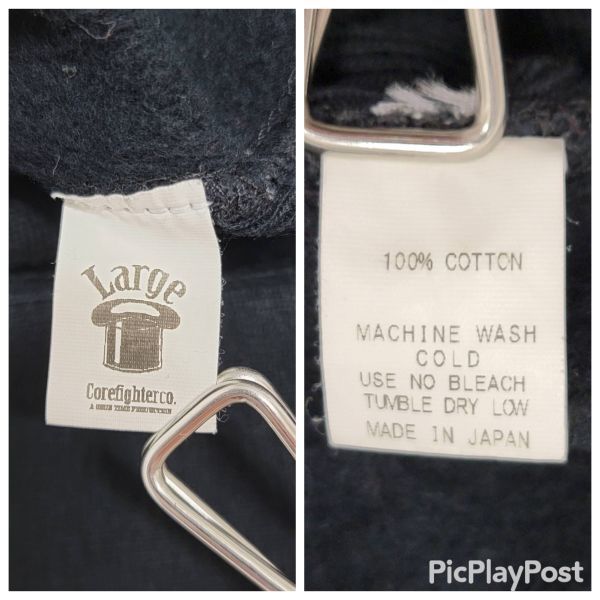 Large
Corefighterco.
100% COTTON
MACHINE WASH
COLD
USE NO BLEACH
TUMBLE DRY LOW
MADE IN JAPAN
PicPlayPost